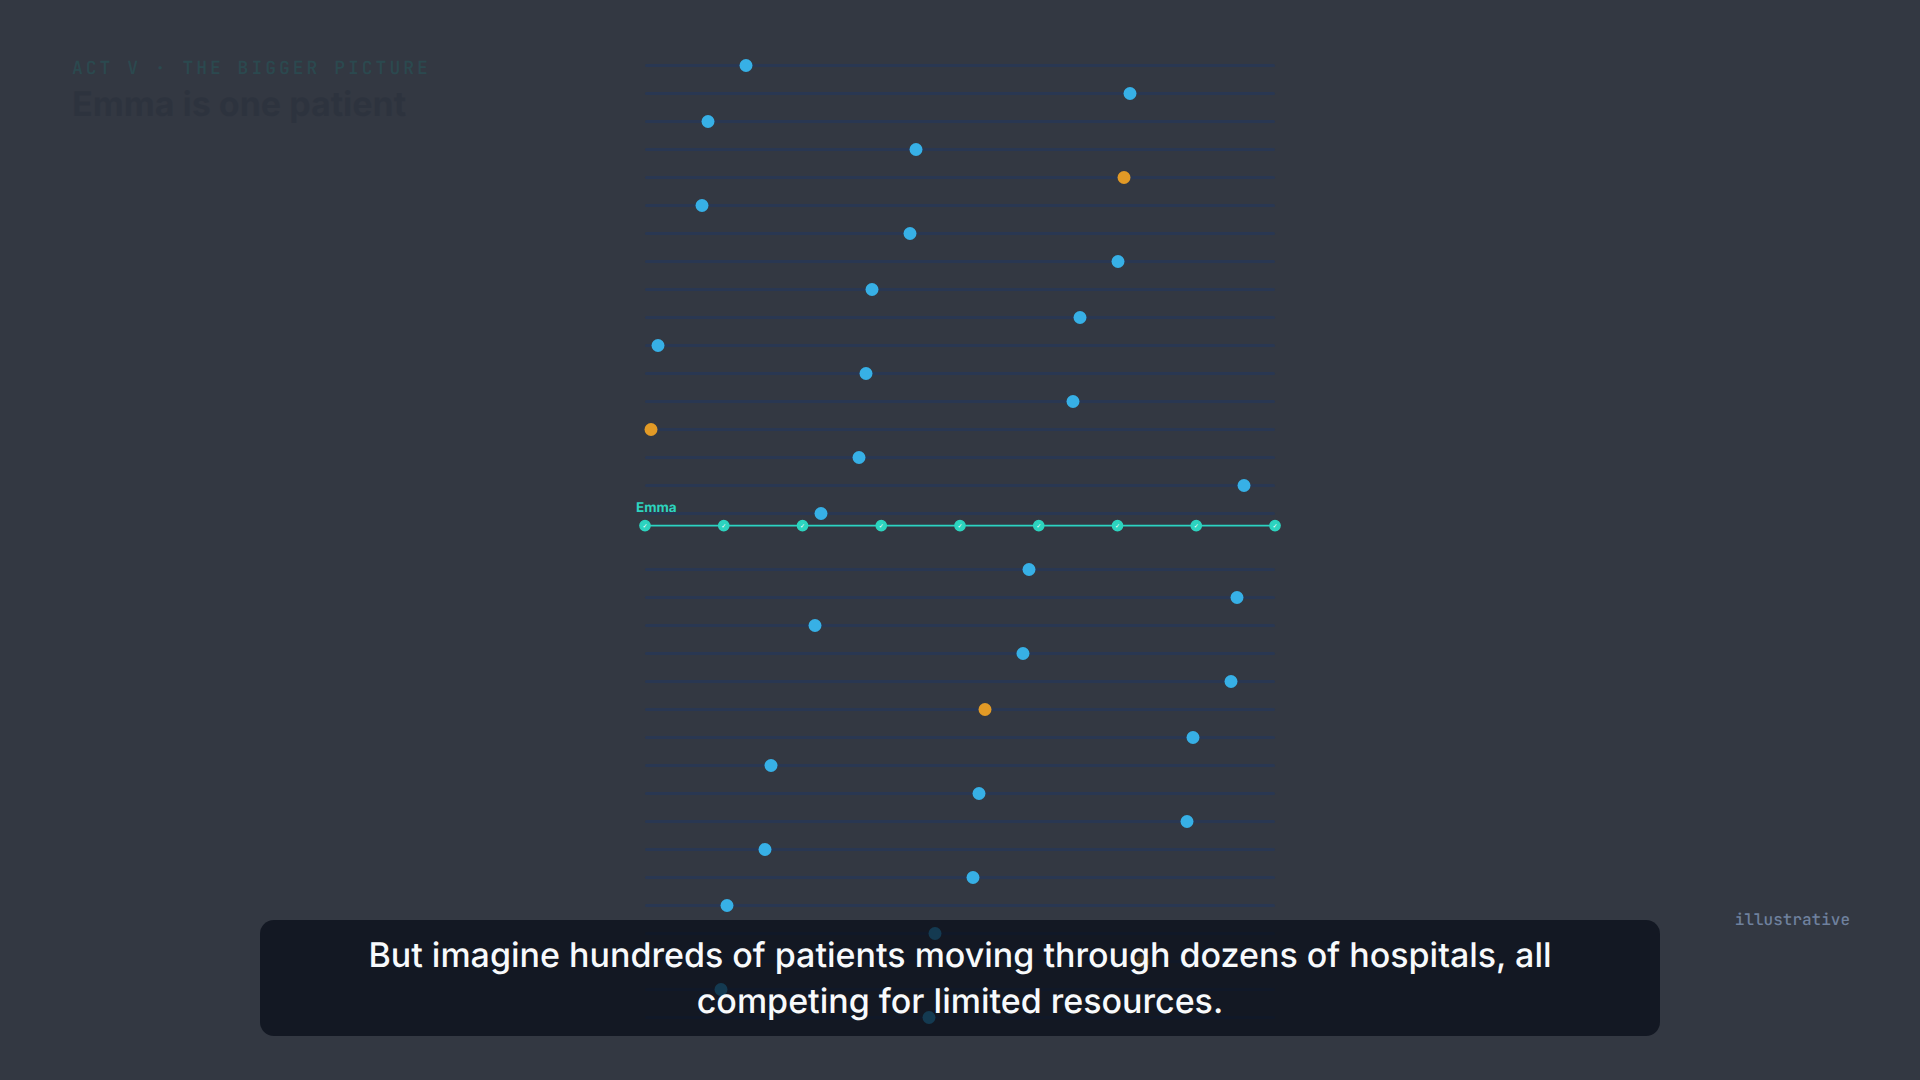 ACT V · THE BIGGER PICTURE
Emma is one patient
Emma
illustrative
But imagine hundreds of patients moving through dozens of hospitals, all
competing for limited resources.